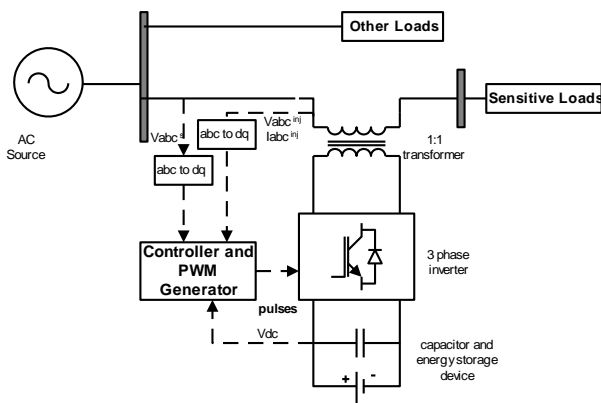 Other Loads
Sensitive Loads
AC
Source
Vabc s
abc to dq
Vabc inj
Iabc inj
abc to dq
1:1
transformer
Controller and
PWM
Generator
pulses
3 phase
inverter
Vdc
capacitor and
energy storage
device
+ -